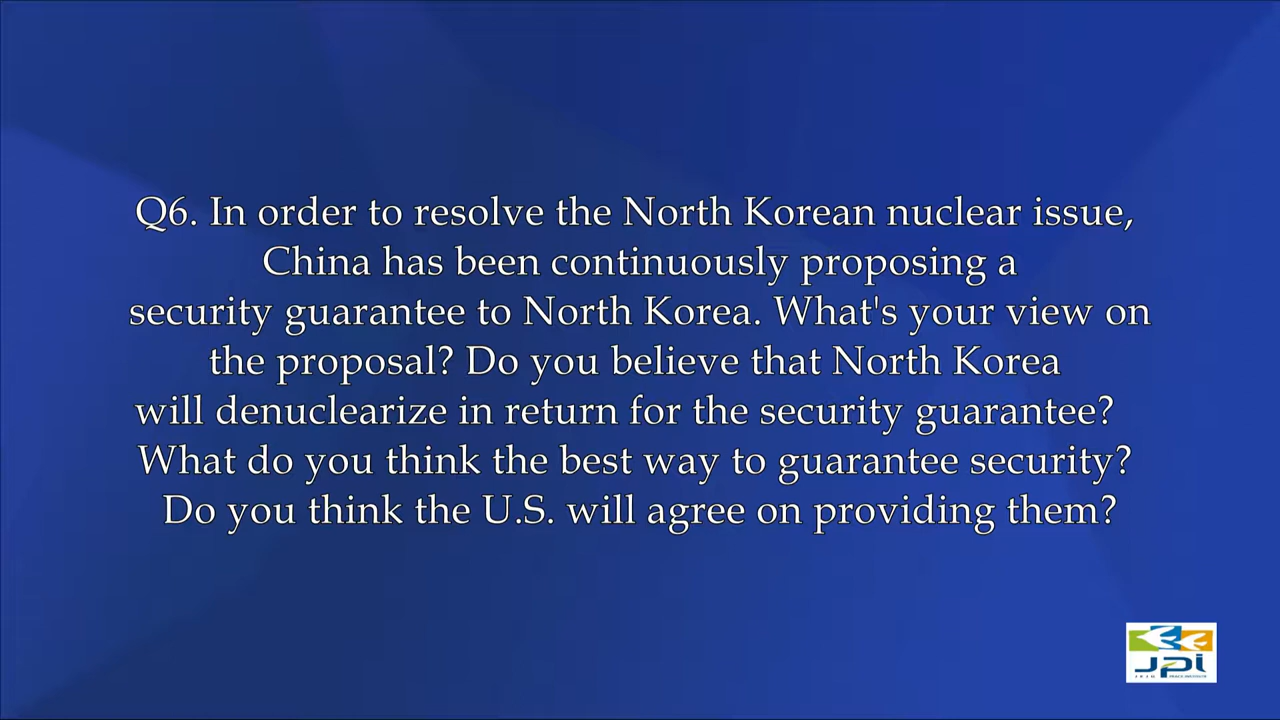 Q6. In order to resolve the North Korean nuclear issue,
China has been continuously proposing a
security guarantee to North Korea. What's your view on
the proposal? Do you believe that North Korea
will denuclearize in return for the security guarantee?
What do you think the best way to guarantee security?
Do you think the U.S. will agree on providing them?
JPI
JEJU PEACE INSTITUTE